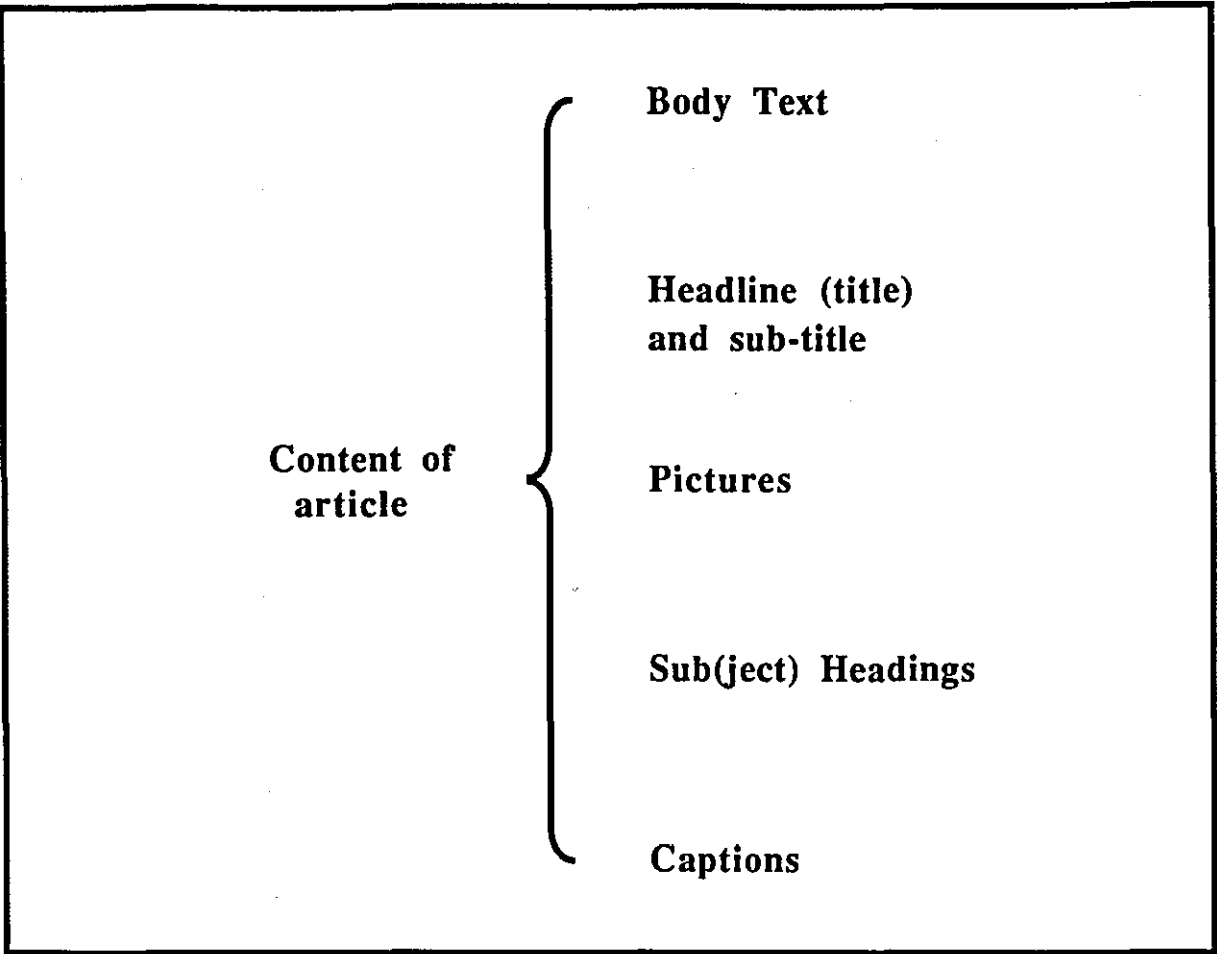 Body Text
Headline (title)
and sub-title
Content of
article
Pictures
Sub(ject) Headings
Captions